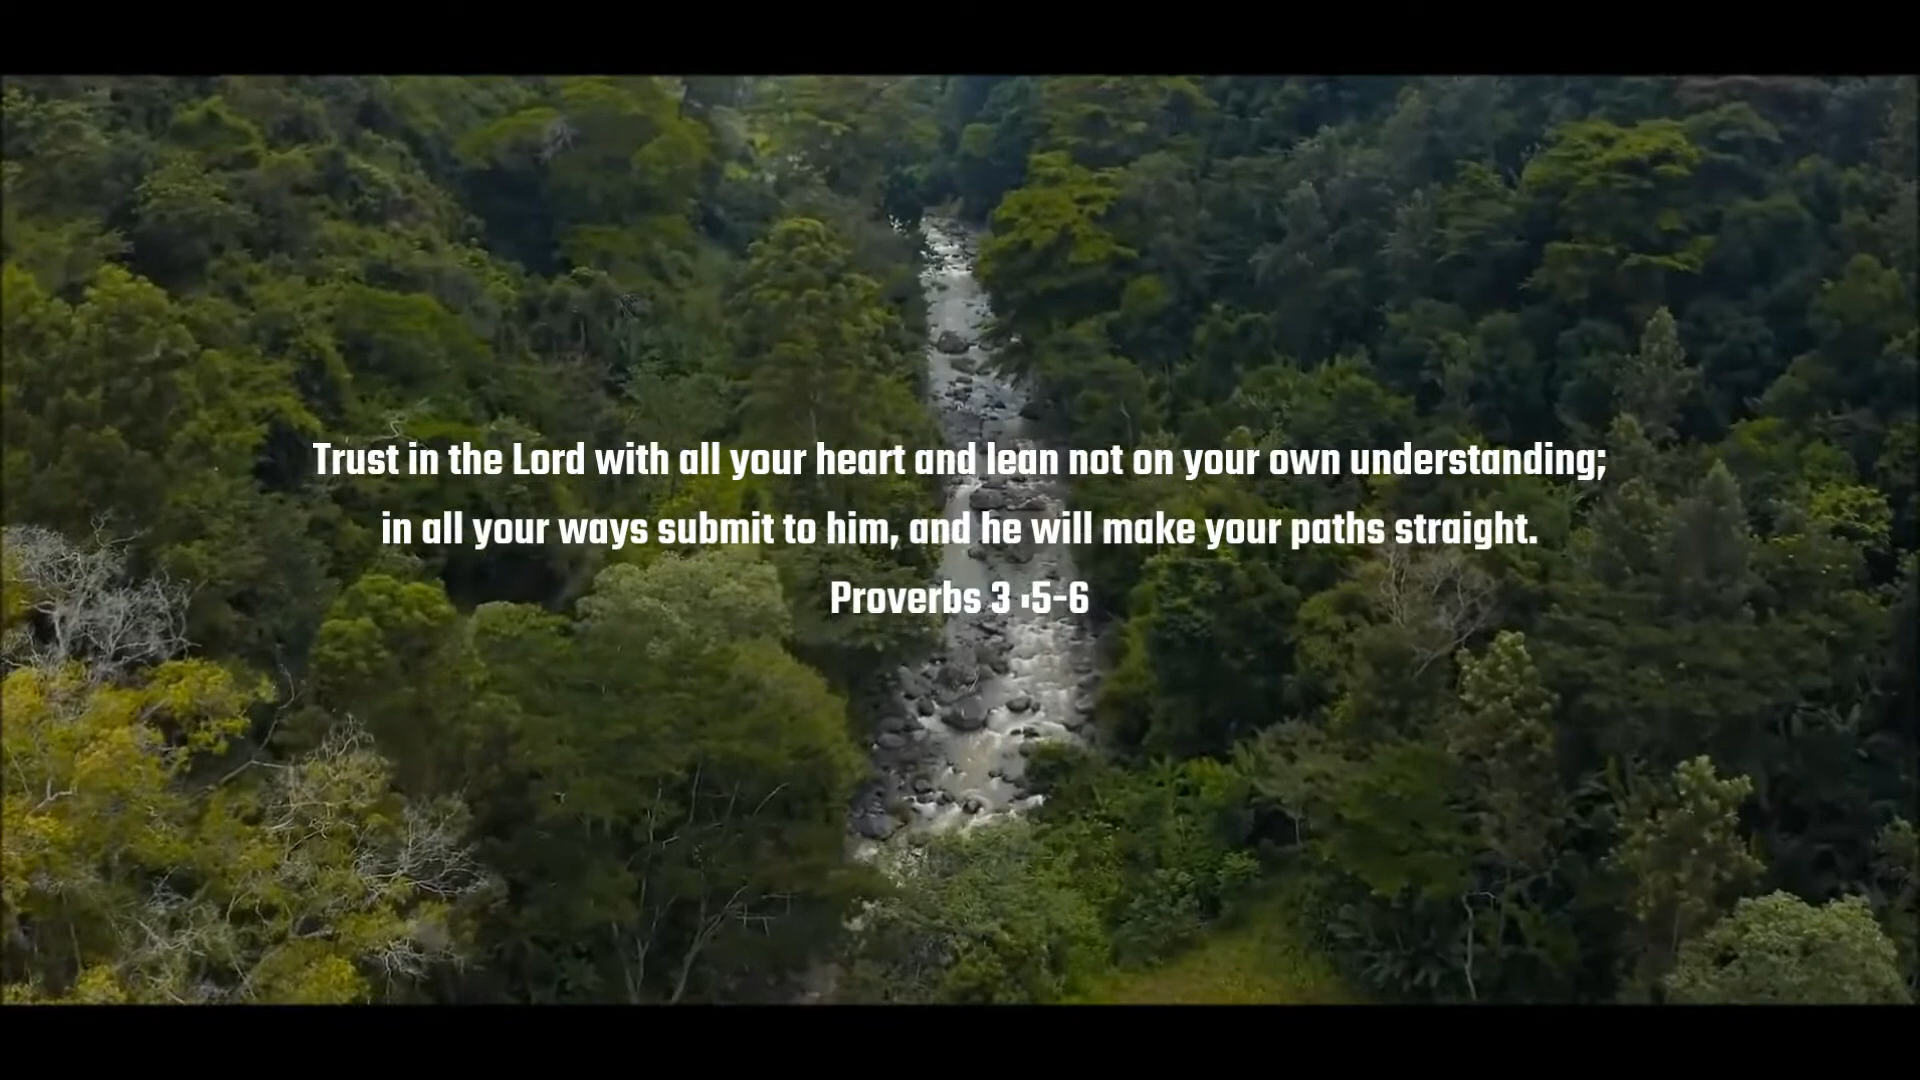 Trust in the Lord with all your heart and lean not on your own understanding;
in all your ways submit to him, and he will make your paths straight.
Proverbs 3 :5-6